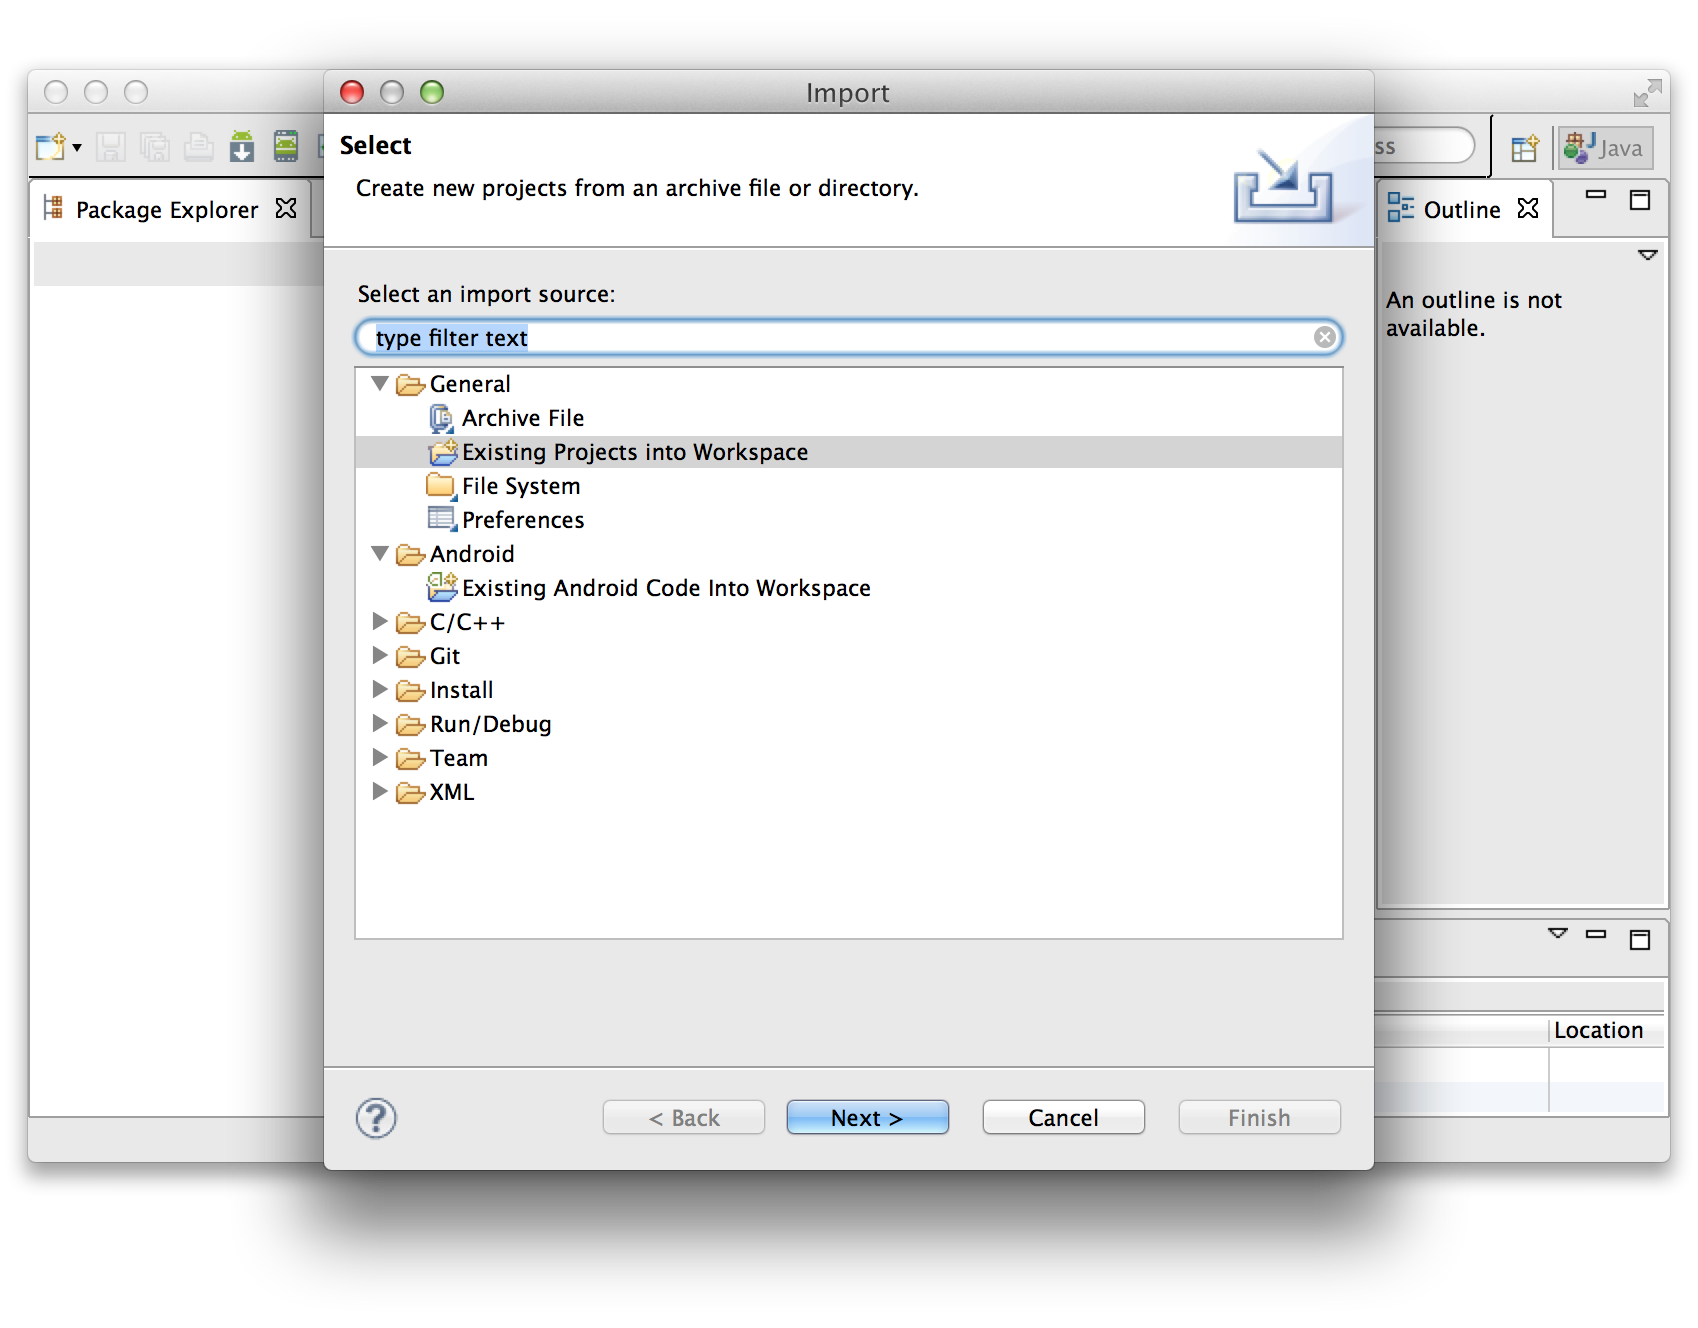 Import
Select
Create new projects from an archive file or directory.
ss
Java
Package Explorer
Outline
An outline is not
available.
Select an import source:
type filter text
General
Archive File
Existing Projects into Workspace
File System
Preferences
Android
Existing Android Code Into Workspace
C/C++
Git
Install
Run/Debug
Team
XML
Location
?
< Back
Next >
Cancel
Finish